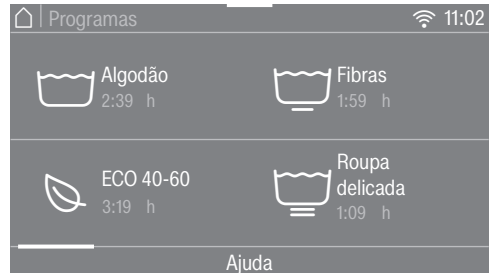 Programas 11:02
Algodão
2:39 h
Fibras
1:59 h
ECO 40-60
3:19 h
Roupa
delicada
1:09 h
Ajuda